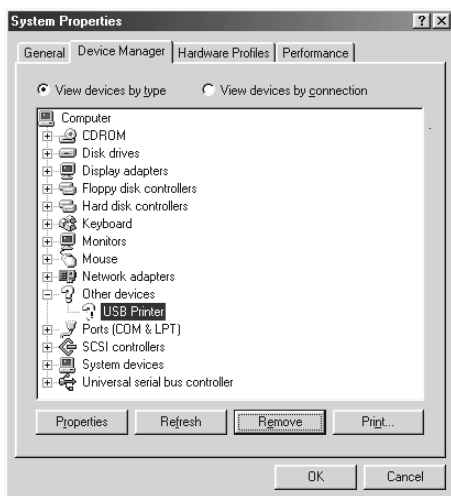 System Properties
General Device Manager Hardware Profiles Performance
View devices by type View devices by connection
Computer
CDROM
Disk drives
Display adapters
Floppy disk controllers
Hard disk controllers
Keyboard
Monitors
Mouse
Network adapters
Other devices
USB Printer
Ports (COM & LPT)
SCSI controllers
System devices
Universal serial bus controller
Properties Refresh Remove Print...
OK Cancel